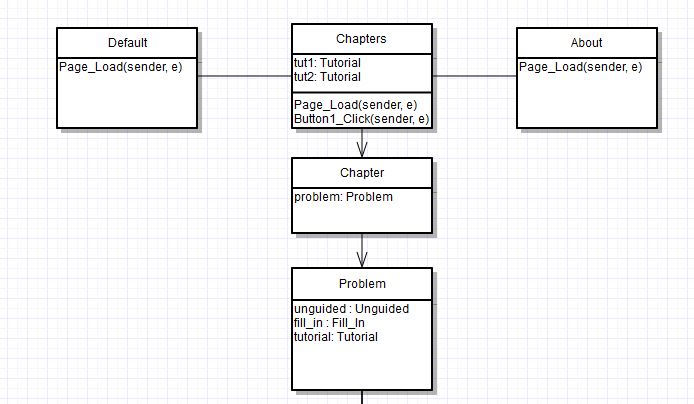 Default
Page_Load(sender, e)
Chapters
tut1: Tutorial
tut2: Tutorial
Page_Load(sender, e)
Button1_Click(sender, e)
About
Page_Load(sender, e)
Chapter
problem: Problem
Problem
unguided : Unguided
fill_in : Fill_In
tutorial: Tutorial